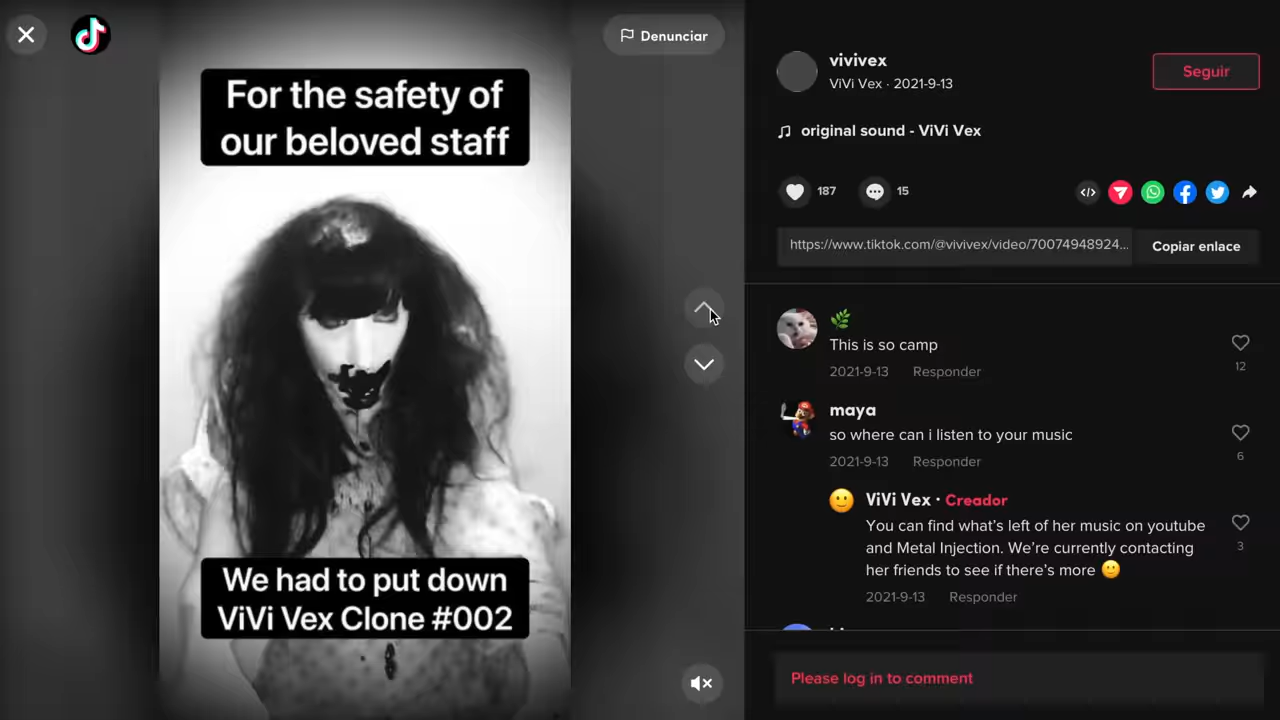 Denunciar
For the safety of
our beloved staff
We had to put down
ViVi Vex Clone #002
vivivex
ViVi Vex · 2021-9-13
Seguir
original sound - ViVi Vex
187
15
https://www.tiktok.com/@vivivex/video/70074948924...
Copiar enlace
This is so camp
2021-9-13 Responder
12
maya
so where can i listen to your music
2021-9-13 Responder
6
ViVi Vex · Creador
You can find what's left of her music on youtube
and Metal Injection. We're currently contacting
her friends to see if there's more
2021-9-13 Responder
3
Please log in to comment